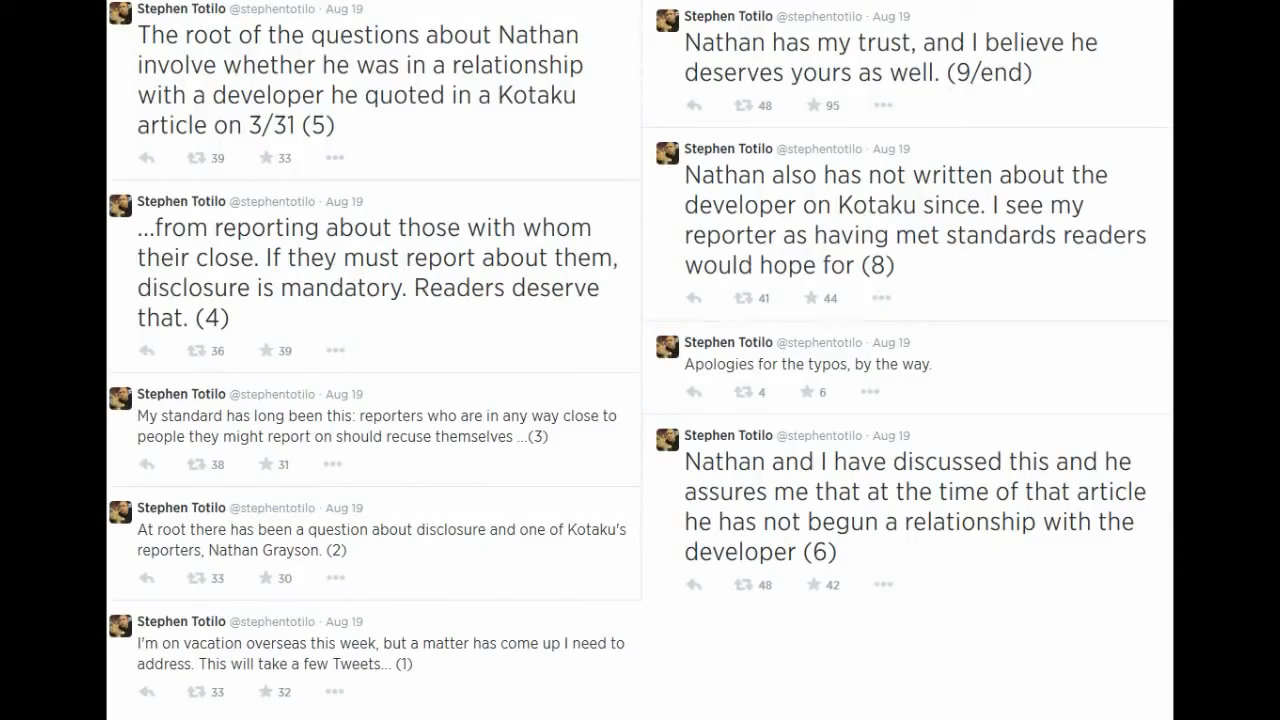 Stephen Totilo @stephentotilo · Aug 19
The root of the questions about Nathan
involve whether he was in a relationship
with a developer he quoted in a Kotaku
article on 3/31 (5)
39 33
Stephen Totilo @stephentotilo · Aug 19
...from reporting about those with whom
their close. If they must report about them,
disclosure is mandatory. Readers deserve
that. (4)
36 39
Stephen Totilo @stephentotilo · Aug 19
My standard has long been this: reporters who are in any way close to
people they might report on should recuse themselves ...(3)
38 31
Stephen Totilo @stephentotilo · Aug 19
At root there has been a question about disclosure and one of Kotaku's
reporters, Nathan Grayson. (2)
33 30
Stephen Totilo @stephentotilo · Aug 19
I'm on vacation overseas this week, but a matter has come up I need to
address. This will take a few Tweets... (1)
33 32
Stephen Totilo @stephentotilo · Aug 19
Nathan has my trust, and I believe he
deserves yours as well. (9/end)
48 95
Stephen Totilo @stephentotilo · Aug 19
Nathan also has not written about the
developer on Kotaku since. I see my
reporter as having met standards readers
would hope for (8)
41 44
Stephen Totilo @stephentotilo · Aug 19
Apologies for the typos, by the way.
4 6
Stephen Totilo @stephentotilo · Aug 19
Nathan and I have discussed this and he
assures me that at the time of that article
he has not begun a relationship with the
developer (6)
48 42